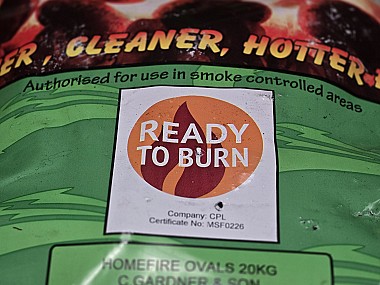 , CLEANER, HOTTER
Authorised for use in smoke controlled areas
READY
TO BURN
Company: CPL
Certificate No: MSF0226
HOMEFIRE OVALS 20KG
C GARDNER & SON